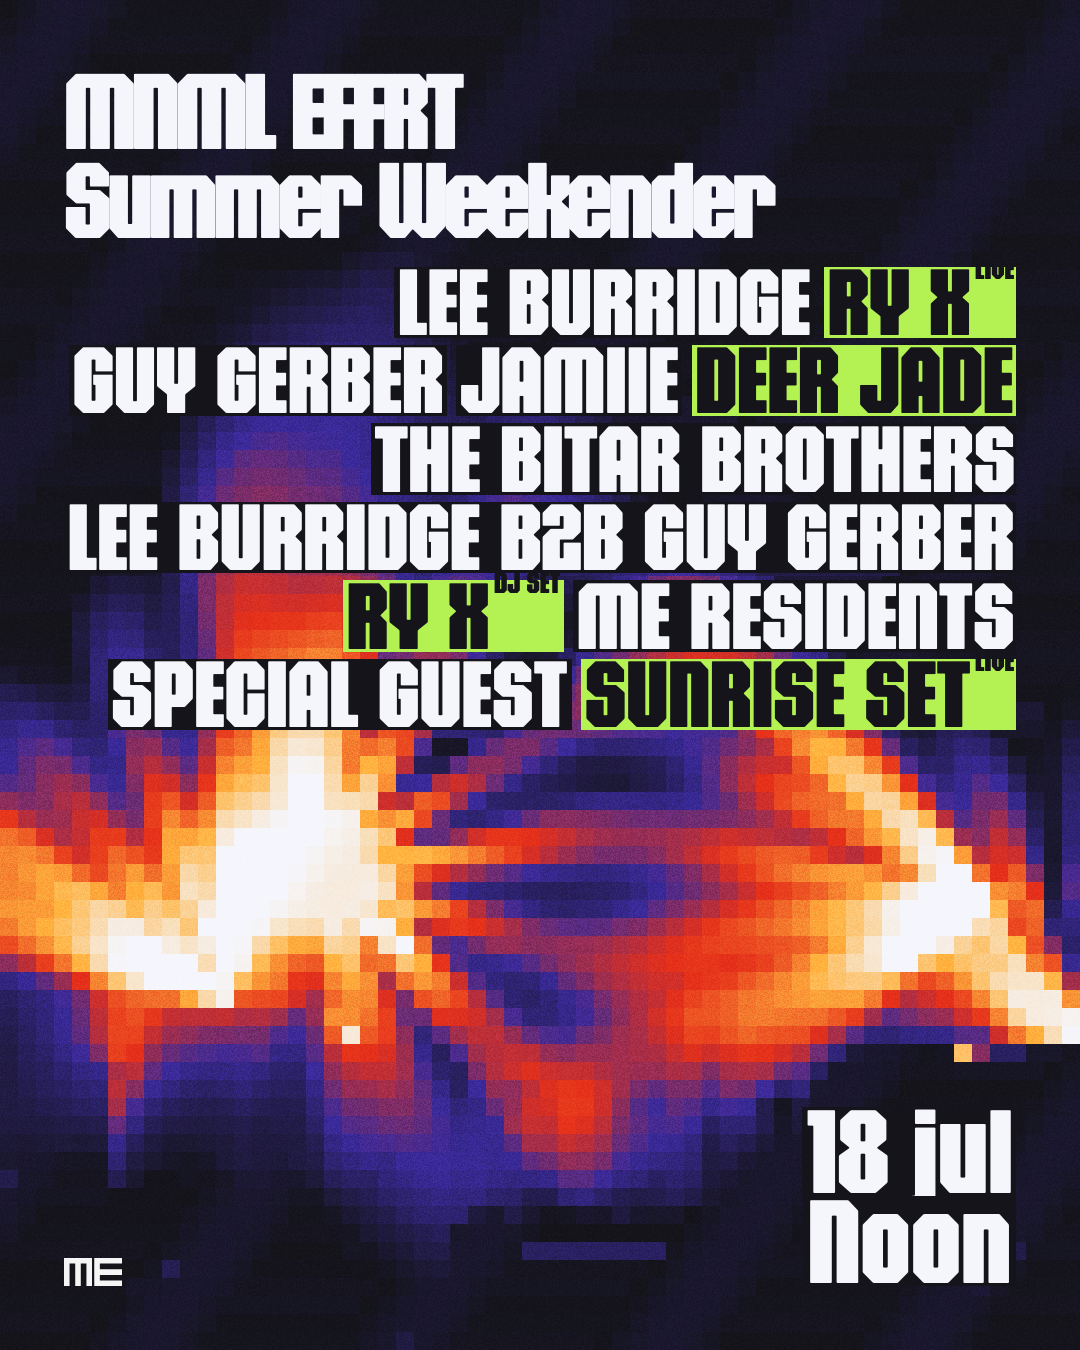 MNML EFFRT
Summer Weekender
LEE BURRIDGE RY X LIVE
GUY GERBER JAMIIE DEER JADE
THE BITAR BROTHERS
LEE BURRIDGE B2B GUY GERBER
RY X DJ SET ME RESIDENTS
SPECIAL GUEST SUNRISE SET LIVE
18 jul
Noon
ME